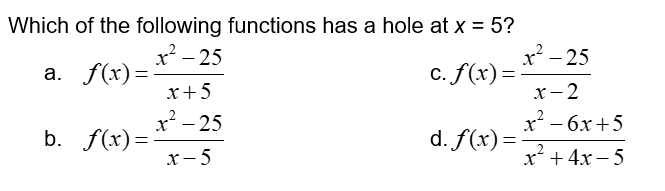 Which of the following functions has a hole at x = 5?
a. f(x) = (x² – 25)/(x + 5)
c. f(x) = (x² – 25)/(x – 2)
b. f(x) = (x² – 25)/(x – 5)
d. f(x) = (x² – 6x + 5)/(x² + 4x – 5)